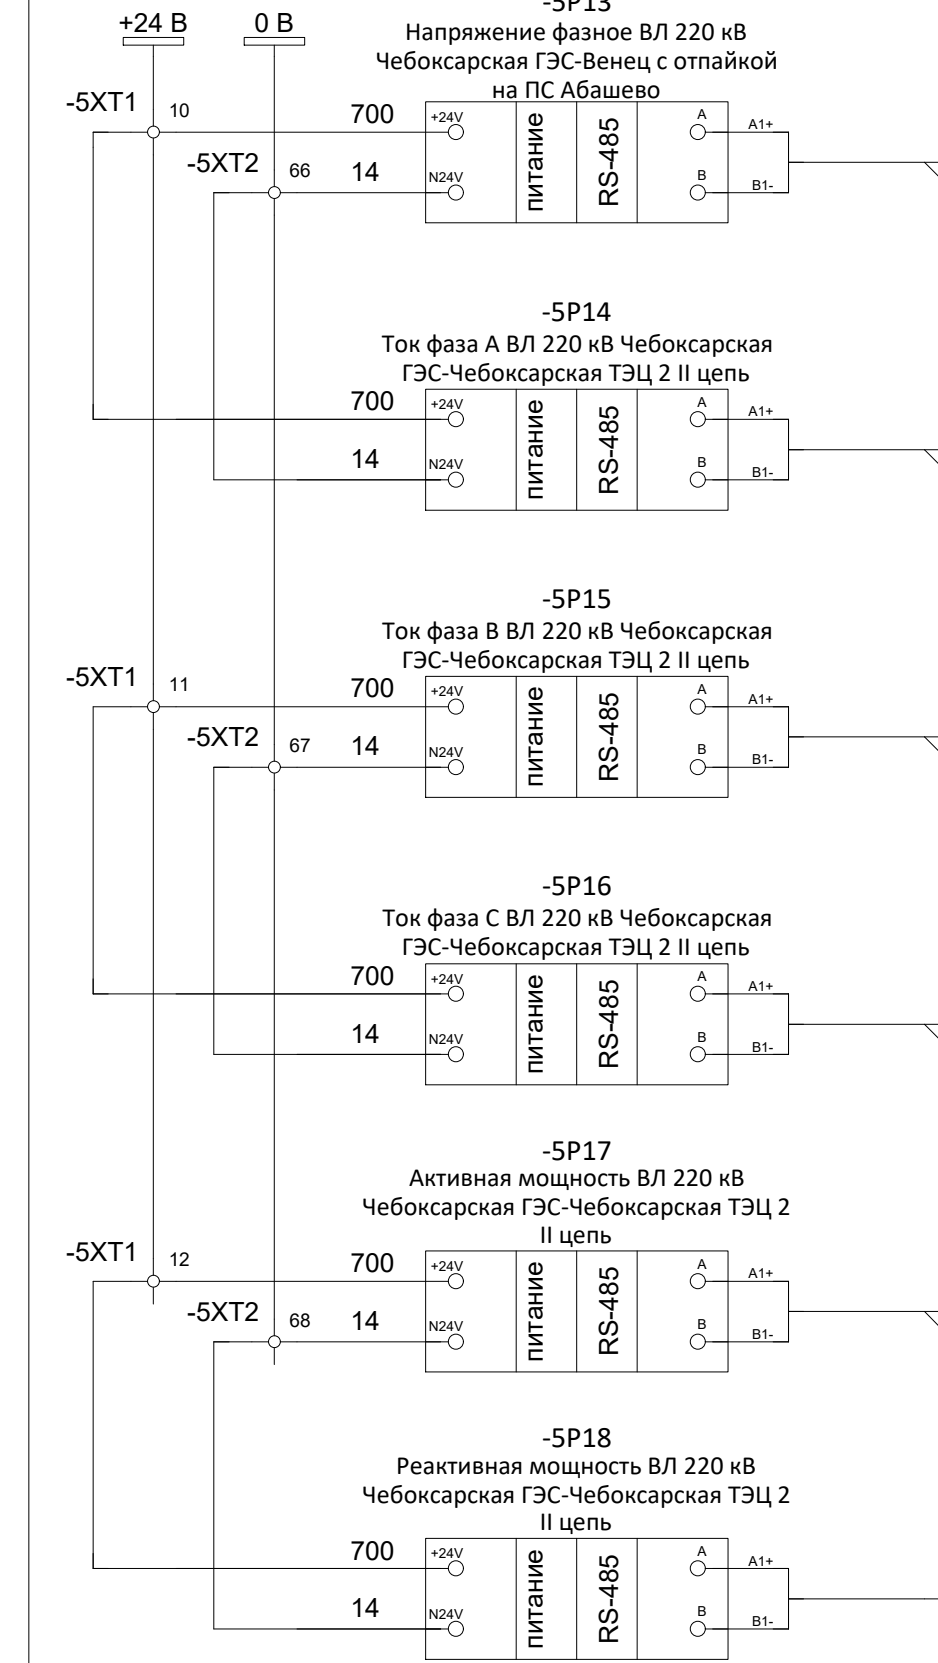 -5P13
+24 В
0 В
Напряжение фазное ВЛ 220 кВ
Чебоксарская ГЭС-Венец с отпайкой
на ПС Абашево
-5XT1
10
700
+24V
питание
RS-485
A
A1+
-5XT2
66
14
N24V
B
B1-
-5P14
Ток фаза А ВЛ 220 кВ Чебоксарская
ГЭС-Чебоксарская ТЭЦ 2 II цепь
700
+24V
питание
RS-485
A
A1+
14
N24V
B
B1-
-5P15
Ток фаза В ВЛ 220 кВ Чебоксарская
ГЭС-Чебоксарская ТЭЦ 2 II цепь
-5XT1
11
700
+24V
питание
RS-485
A
A1+
-5XT2
67
14
N24V
B
B1-
-5P16
Ток фаза С ВЛ 220 кВ Чебоксарская
ГЭС-Чебоксарская ТЭЦ 2 II цепь
700
+24V
питание
RS-485
A
A1+
14
N24V
B
B1-
-5P17
Активная мощность ВЛ 220 кВ
Чебоксарская ГЭС-Чебоксарская ТЭЦ 2
II цепь
-5XT1
12
700
+24V
питание
RS-485
A
A1+
-5XT2
68
14
N24V
B
B1-
-5P18
Реактивная мощность ВЛ 220 кВ
Чебоксарская ГЭС-Чебоксарская ТЭЦ 2
II цепь
700
+24V
питание
RS-485
A
A1+
14
N24V
B
B1-